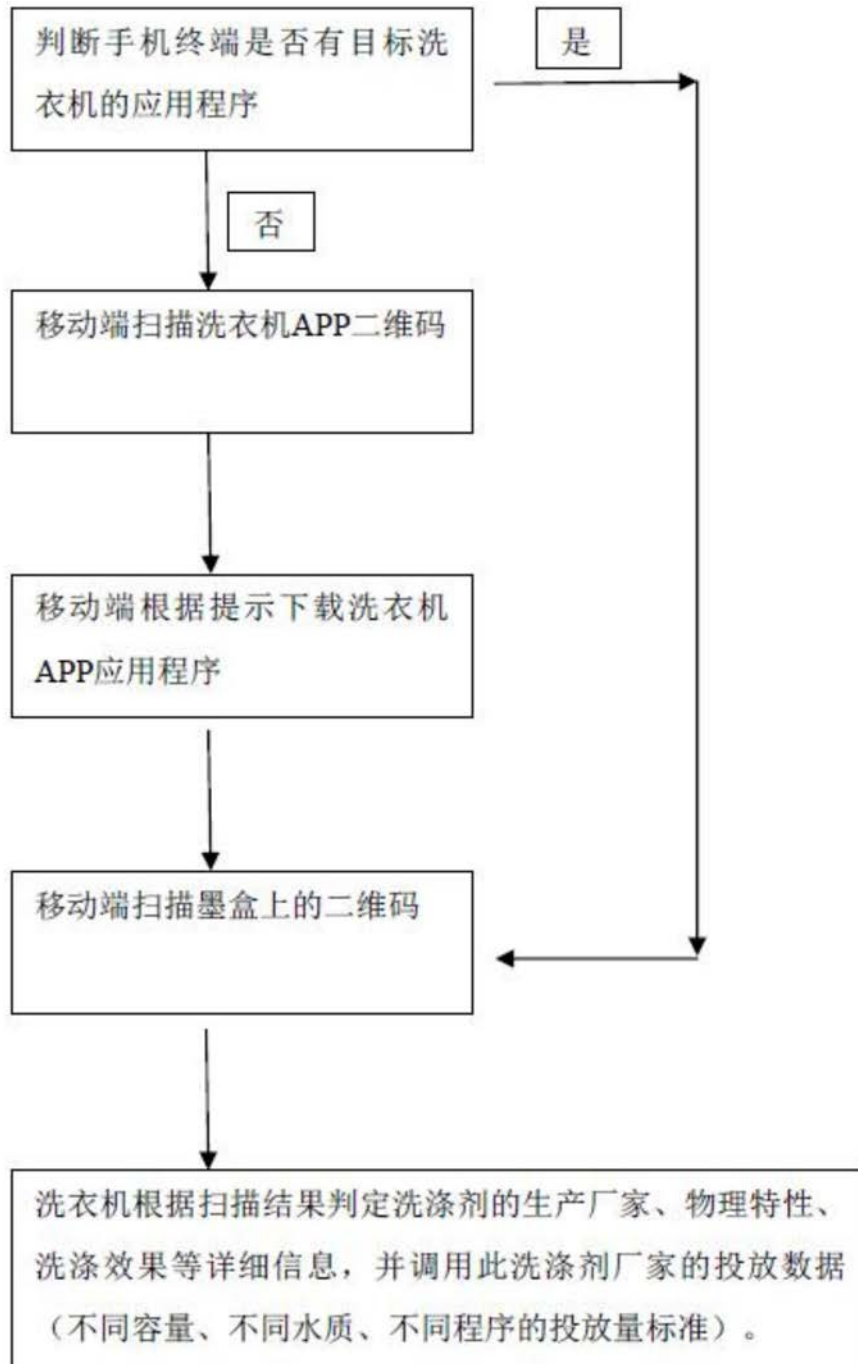 判断手机终端是否有目标洗
衣机的应用程序
是
否
移动端扫描洗衣机APP二维码
移动端根据提示下载洗衣机
APP应用程序
移动端扫描墨盒上的二维码
洗衣机根据扫描结果判定洗涤剂的生产厂家、物理特性、
洗涤效果等详细信息，并调用此洗涤剂厂家的投放数据
（不同容量、不同水质、不同程序的投放量标准）。